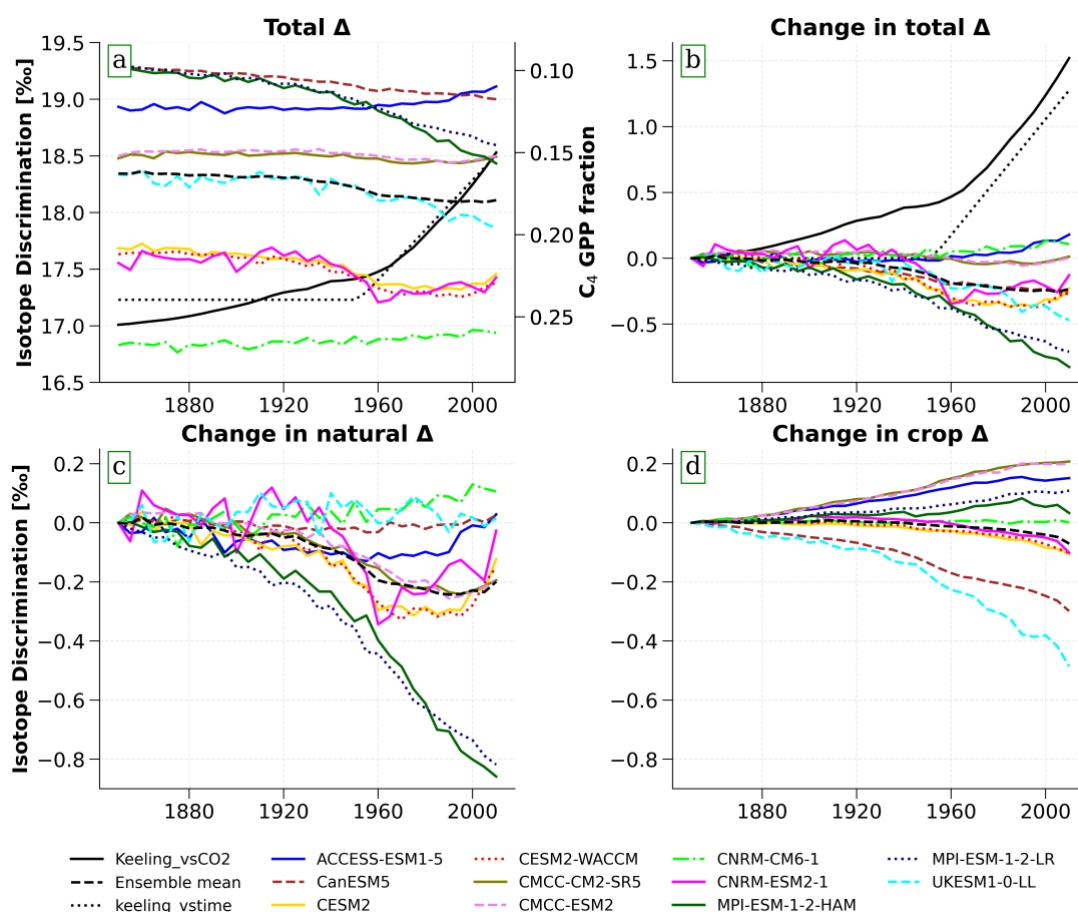 Total Δ
Change in total Δ
a
b
Isotope Discrimination [‰]
19.5
19.0
18.5
18.0
17.5
17.0
16.5
0.10
0.15
0.20
0.25
C₄ GPP fraction
1880 1920 1960 2000
1.5
1.0
0.5
0.0
−0.5
1880 1920 1960 2000
Change in natural Δ
Change in crop Δ
c
d
Isotope Discrimination [‰]
0.2
0.0
−0.2
−0.4
−0.6
−0.8
1880 1920 1960 2000
0.2
0.0
−0.2
−0.4
−0.6
−0.8
1880 1920 1960 2000
Keeling_vsCO2 ACCESS-ESM1-5 CESM2-WACCM CNRM-CM6-1 MPI-ESM-1-2-LR
Ensemble mean CanESM5 CMCC-CM2-SR5 CNRM-ESM2-1 UKESM1-0-LL
keeling_vstime CESM2 CMCC-ESM2 MPI-ESM-1-2-HAM